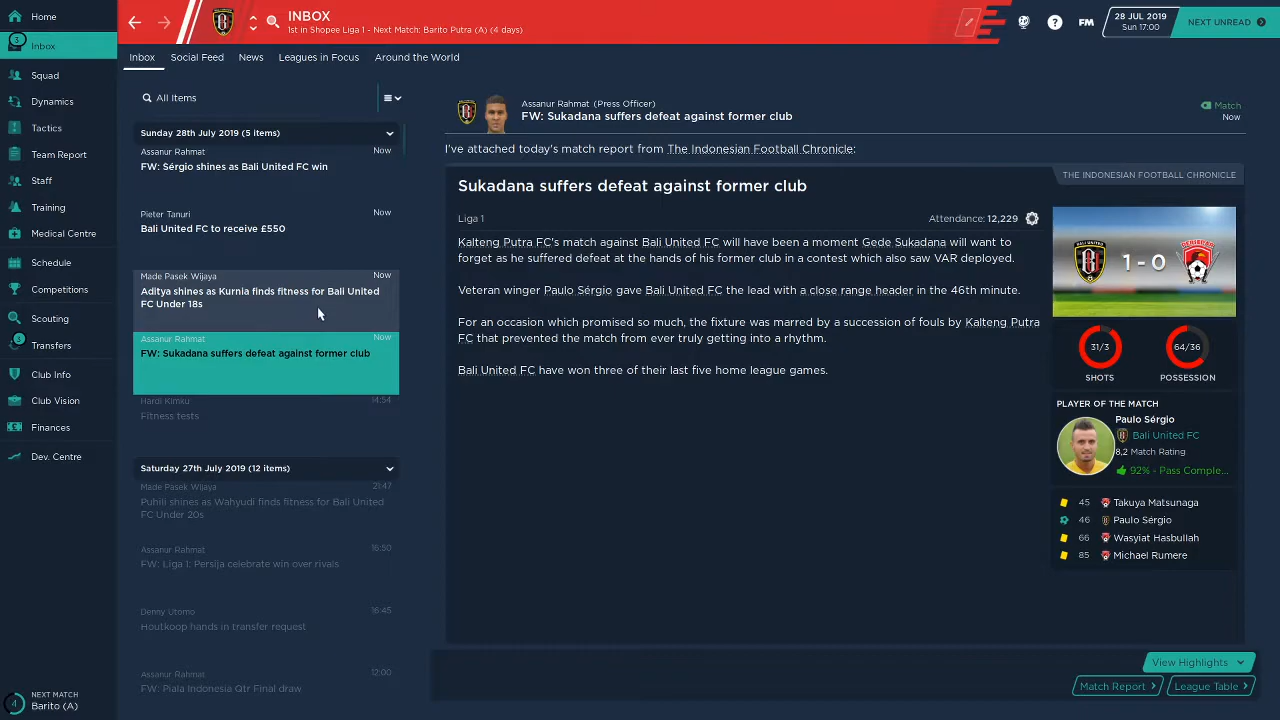 Home
3
Inbox
Squad
Dynamics
Tactics
Team Report
Staff
Training
Medical Centre
Schedule
Competitions
Scouting
3
Transfers
Club Info
Club Vision
Finances
Dev. Centre
4
NEXT MATCH
Barito (A)
INBOX
1st in Shopee Liga 1 - Next Match: Barito Putra (A) (4 days)
?
FM
28 JUL 2019
Sun 17:00
NEXT UNREAD
Inbox
Social Feed
News
Leagues in Focus
Around the World
All Items
Sunday 28th July 2019 (5 items)
Assanur Rahmat
Now
FW: Sérgio shines as Bali United FC win
Pieter Tanuri
Now
Bali United FC to receive £550
Made Pasek Wijaya
Now
Aditya shines as Kurnia finds fitness for Bali United
FC Under 18s
Assanur Rahmat
Now
FW: Sukadana suffers defeat against former club
Hardi Kimku
14:54
Fitness tests
Saturday 27th July 2019 (12 items)
Made Pasek Wijaya
21:47
Puhili shines as Wahyudi finds fitness for Bali United
FC Under 20s
Assanur Rahmat
16:50
FW: Liga 1: Persija celebrate win over rivals
Denny Utomo
16:45
Houtkoop hands in transfer request
Assanur Rahmat
12:00
FW: Piala Indonesia Qtr Final draw
Assanur Rahmat (Press Officer)
FW: Sukadana suffers defeat against former club
Match
Now
I've attached today's match report from The Indonesian Football Chronicle:
Sukadana suffers defeat against former club
THE INDONESIAN FOOTBALL CHRONICLE
Liga 1
Attendance: 12,229
Kalteng Putra FC's match against Bali United FC will have been a moment Gede Sukadana will want to
forget as he suffered defeat at the hands of his former club in a contest which also saw VAR deployed.
Veteran winger Paulo Sérgio gave Bali United FC the lead with a close range header in the 46th minute.
For an occasion which promised so much, the fixture was marred by a succession of fouls by Kalteng Putra
FC that prevented the match from ever truly getting into a rhythm.
Bali United FC have won three of their last five home league games.
1 - 0
31/3
64/36
SHOTS
POSSESSION
PLAYER OF THE MATCH
Paulo Sérgio
Bali United FC
8,2 Match Rating
92% - Pass Comple...
45 Takuya Matsunaga
46 Paulo Sérgio
66 Wasyiat Hasbullah
85 Michael Rumere
View Highlights
Match Report
League Table